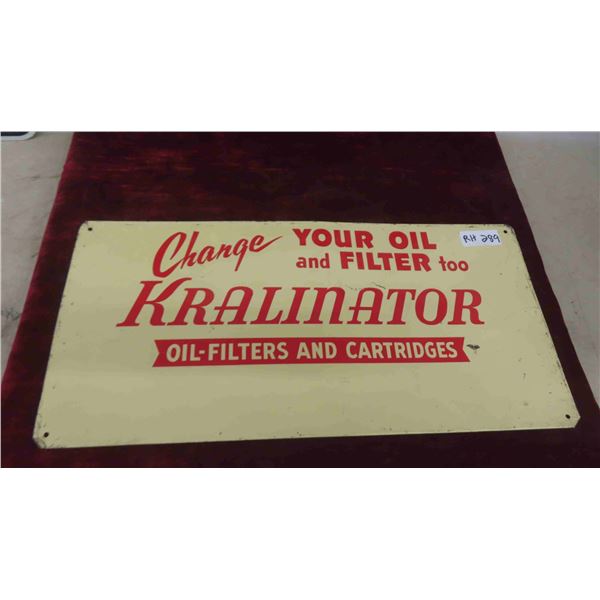 Change YOUR OIL
and FILTER too
RH 289
KRALINATOR
OIL-FILTERS AND CARTRIDGES